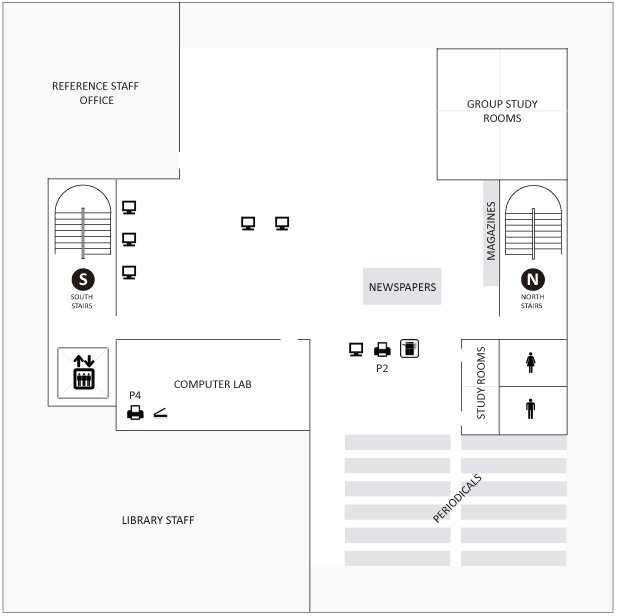 REFERENCE STAFF
OFFICE
GROUP STUDY
ROOMS
MAGAZINES
S
SOUTH
STAIRS
N
NORTH
STAIRS
NEWSPAPERS
P2
STUDY ROOMS
COMPUTER LAB
P4
PERIODICALS
LIBRARY STAFF